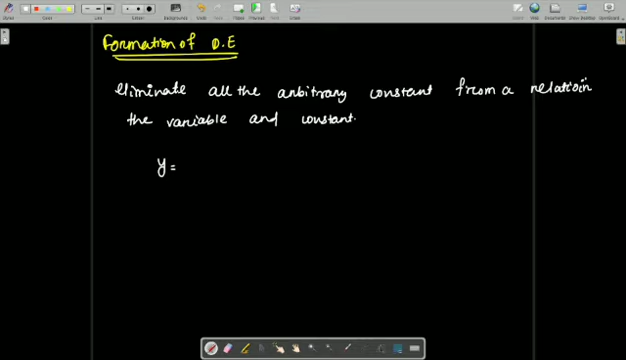 Formation of D.E
eliminate all the arbitrary constant from a relation
the variable and constant.
y =